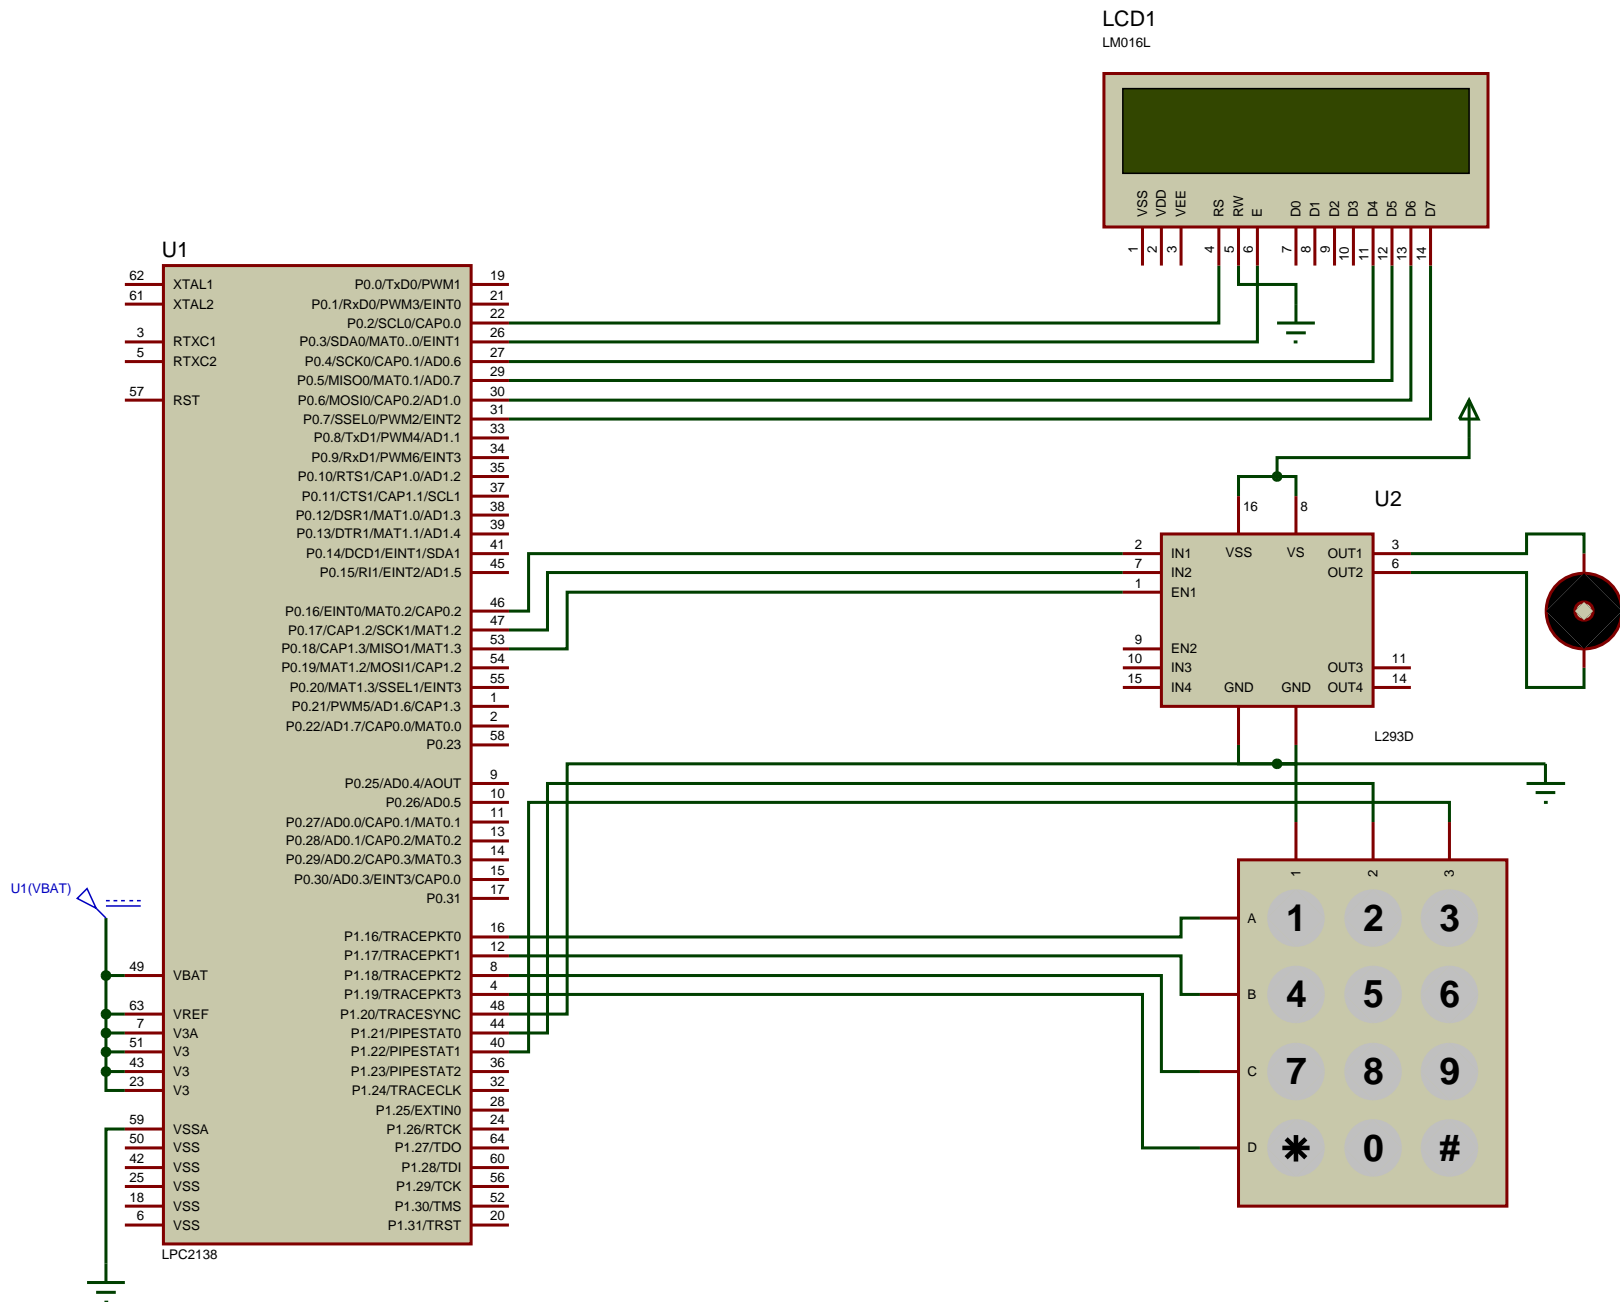 LCD1
LM016L
VSS VDD VEE RS RW E D0 D1 D2 D3 D4 D5 D6 D7
1 2 3 4 5 6 7 8 9 10 11 12 13 14
U1
62 XTAL1 P0.0/TxD0/PWM1 19
61 XTAL2 P0.1/RxD0/PWM3/EINT0 21
P0.2/SCL0/CAP0.0 22
3 RTXC1 P0.3/SDA0/MAT0..0/EINT1 26
5 RTXC2 P0.4/SCK0/CAP0.1/AD0.6 27
P0.5/MISO0/MAT0.1/AD0.7 29
57 RST P0.6/MOSI0/CAP0.2/AD1.0 30
P0.7/SSEL0/PWM2/EINT2 31
P0.8/TxD1/PWM4/AD1.1 33
P0.9/RxD1/PWM6/EINT3 34
P0.10/RTS1/CAP1.0/AD1.2 35
P0.11/CTS1/CAP1.1/SCL1 37
P0.12/DSR1/MAT1.0/AD1.3 38
P0.13/DTR1/MAT1.1/AD1.4 39
P0.14/DCD1/EINT1/SDA1 41
P0.15/RI1/EINT2/AD1.5 45
P0.16/EINT0/MAT0.2/CAP0.2 46
P0.17/CAP1.2/SCK1/MAT1.2 47
P0.18/CAP1.3/MISO1/MAT1.3 53
P0.19/MAT1.2/MOSI1/CAP1.2 54
P0.20/MAT1.3/SSEL1/EINT3 55
P0.21/PWM5/AD1.6/CAP1.3 1
P0.22/AD1.7/CAP0.0/MAT0.0 2
P0.23 58
P0.25/AD0.4/AOUT 9
P0.26/AD0.5 10
P0.27/AD0.0/CAP0.1/MAT0.1 11
P0.28/AD0.1/CAP0.2/MAT0.2 13
P0.29/AD0.2/CAP0.3/MAT0.3 14
P0.30/AD0.3/EINT3/CAP0.0 15
P0.31 17
U1(VBAT)
P1.16/TRACEPKT0 16
P1.17/TRACEPKT1 12
49 VBAT P1.18/TRACEPKT2 8
P1.19/TRACEPKT3 4
63 VREF P1.20/TRACESYNC 48
7 V3A P1.21/PIPESTAT0 44
51 V3 P1.22/PIPESTAT1 40
43 V3 P1.23/PIPESTAT2 36
23 V3 P1.24/TRACECLK 32
P1.25/EXTIN0 28
59 VSSA P1.26/RTCK 24
50 VSS P1.27/TDO 64
42 VSS P1.28/TDI 60
25 VSS P1.29/TCK 56
18 VSS P1.30/TMS 52
6 VSS P1.31/TRST 20
LPC2138
U2
16 8
2 IN1 VSS VS OUT1 3
7 IN2 OUT2 6
1 EN1
9 EN2
10 IN3 OUT3 11
15 IN4 GND GND OUT4 14
L293D
1 2 3
A 1 2 3
B 4 5 6
C 7 8 9
D * 0 #